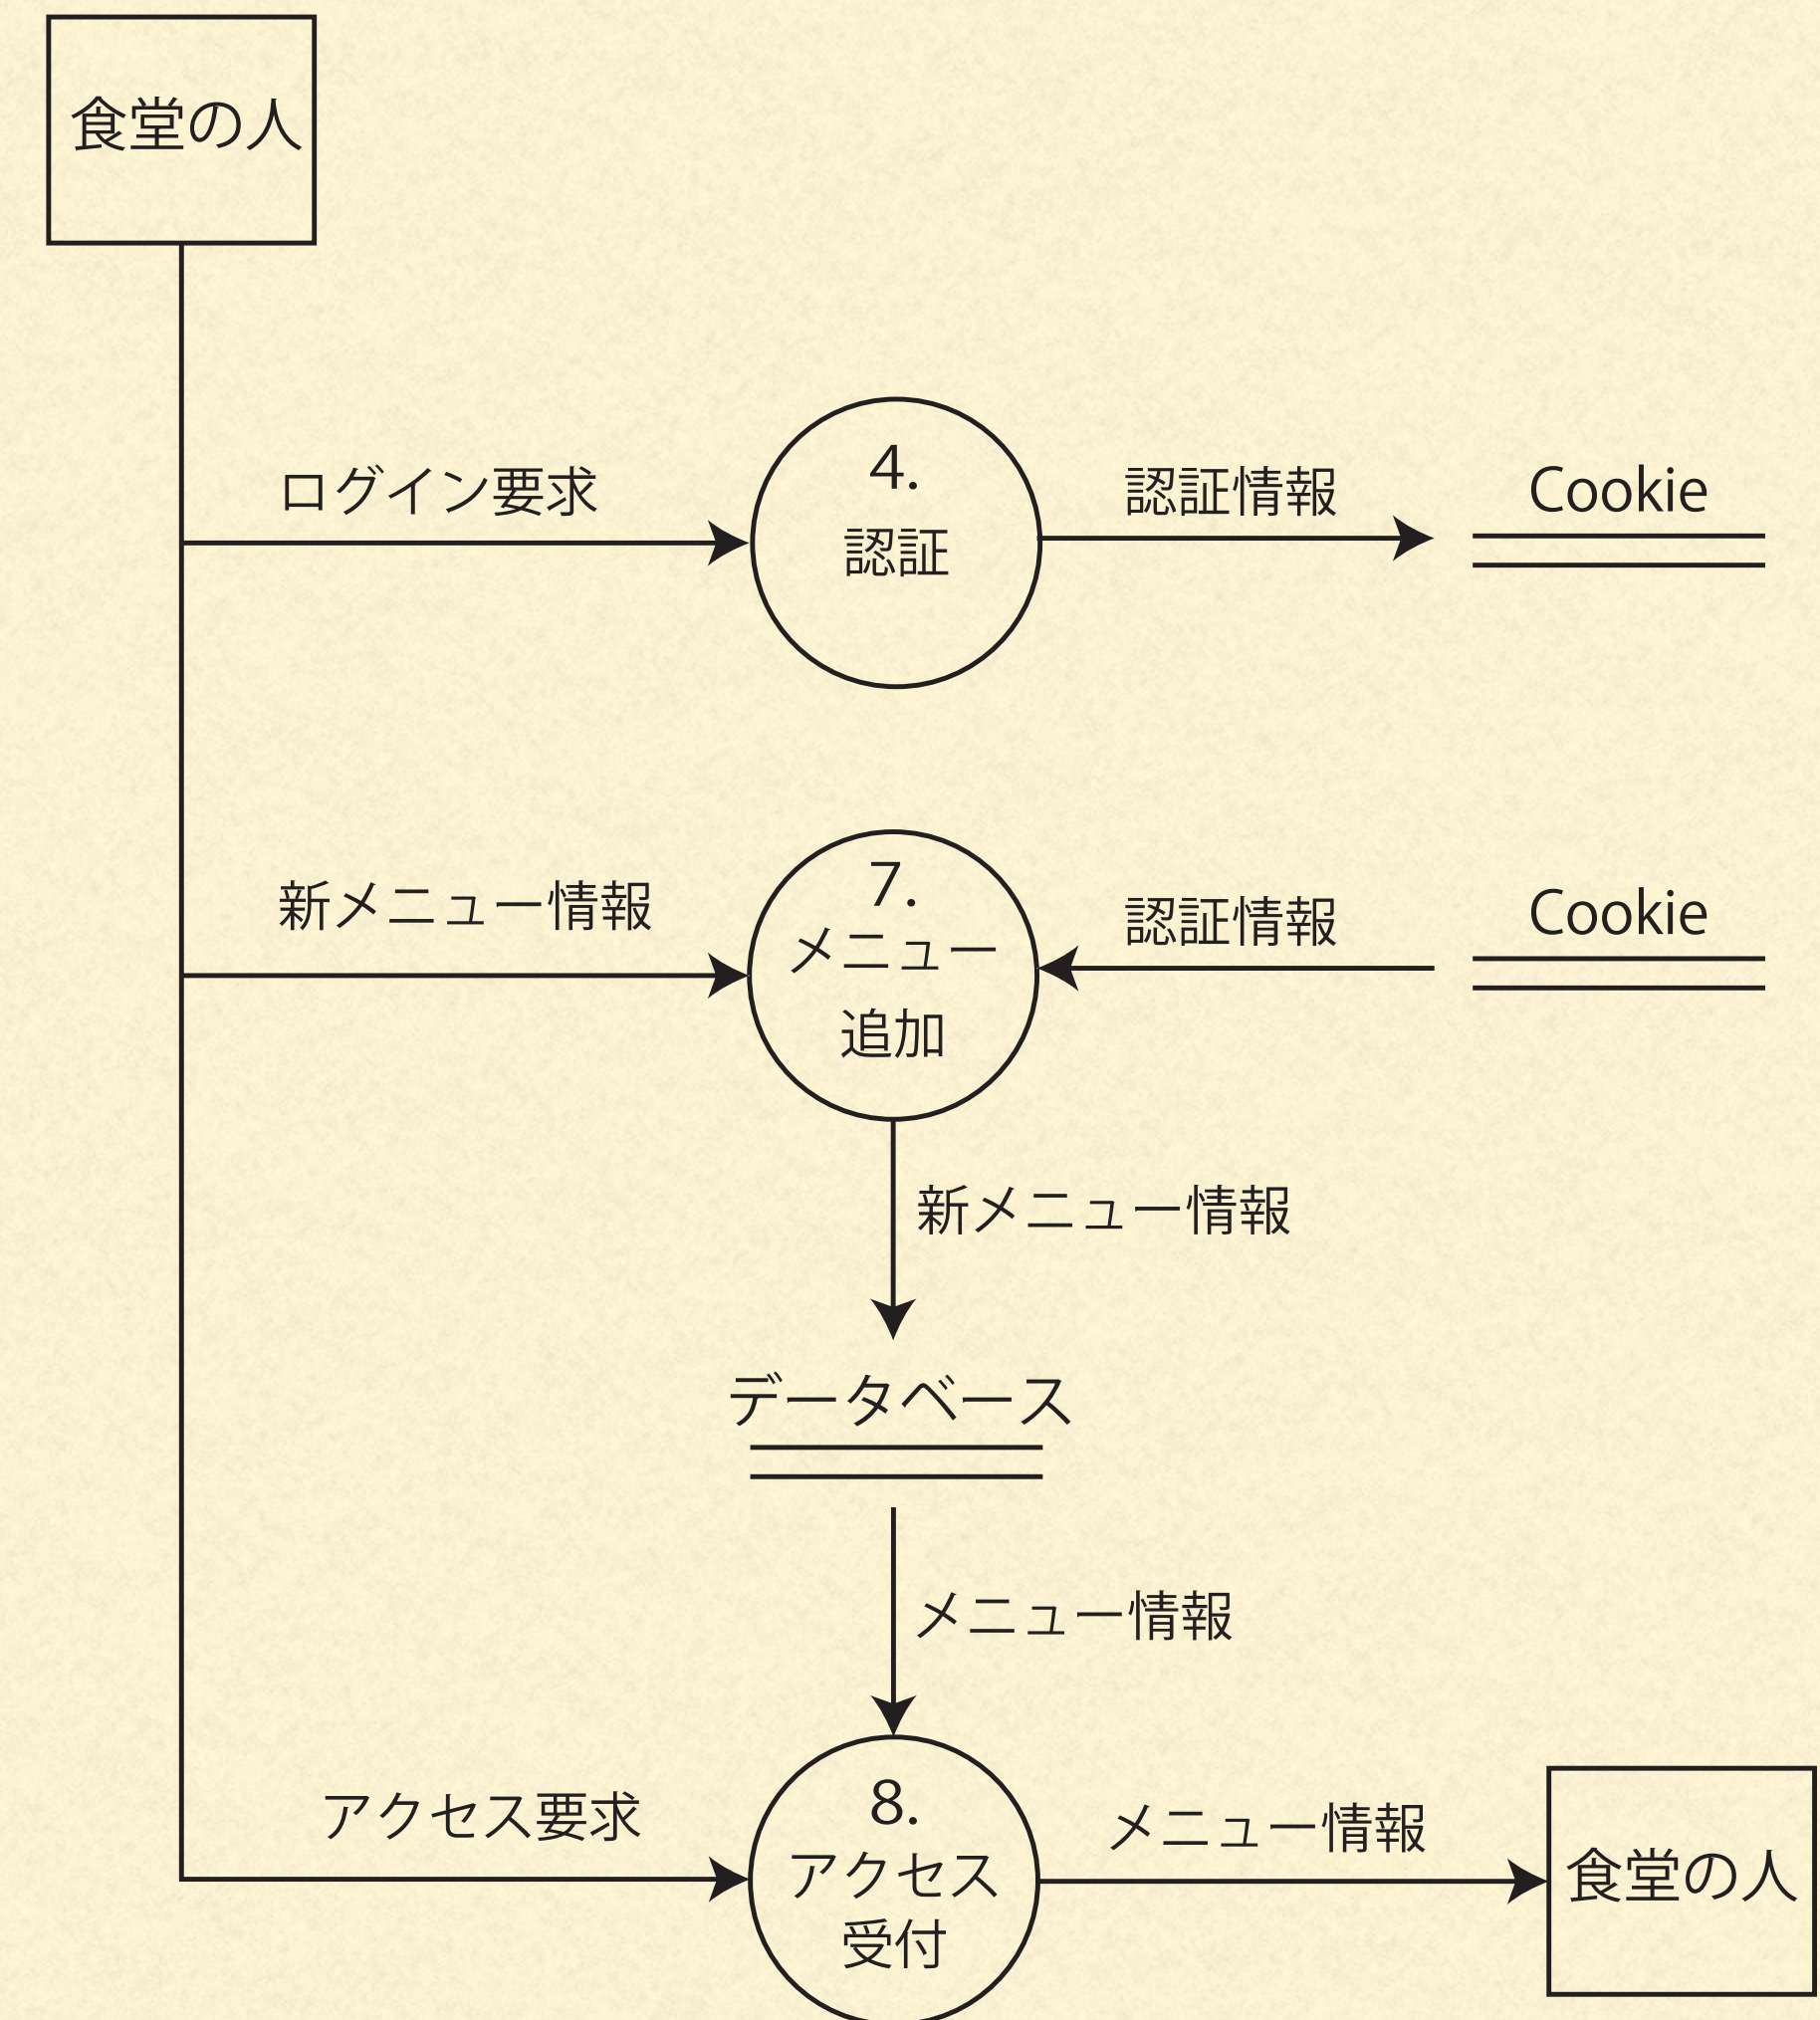 食堂の人
ログイン要求
4.
認証
認証情報
Cookie
新メニュー情報
7.
メニュー
追加
認証情報
Cookie
新メニュー情報
データベース
メニュー情報
アクセス要求
8.
アクセス
受付
メニュー情報
食堂の人